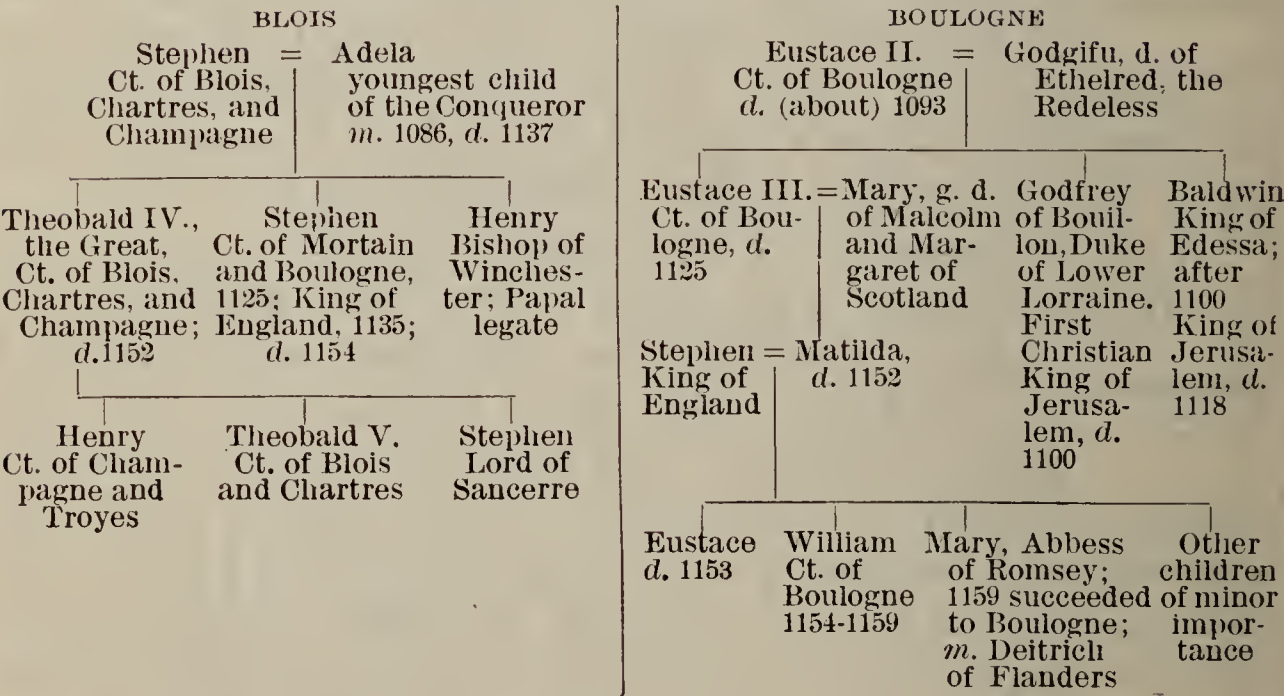 BLOIS
Stephen = Adela
Ct. of Blois, youngest child
Chartres, and of the Conqueror
Champagne m. 1086, d. 1137
Theobald IV., Stephen Henry
the Great, Ct. of Mortain Bishop of
Ct. of Blois, and Boulogne, Winches-
Chartres, and 1125; King of ter; Papal
Champagne; England, 1135; legate
d. 1152 d. 1154
Henry Theobald V. Stephen
Ct. of Cham- Ct. of Blois Lord of
pagne and and Chartres Sancerre
Troyes
BOULOGNE
Eustace II. = Godgifu, d. of
Ct. of Boulogne Ethelred, the
d. (about) 1093 Redeless
Eustace III. = Mary, g. d. Godfrey Baldwin
Ct. of Bou- of Malcolm of Bouil- King of
logne, d. and Mar- lon, Duke Edessa;
1125 garet of of Lower after
Scotland Lorraine. 1100
First King of
Stephen = Matilda, Christian Jerusa-
King of d. 1152 King of lem, d.
England Jerusa- 1118
lem, d.
1100
Eustace William Mary, Abbess Other
d. 1153 Ct. of of Romsey; children
Boulogne 1159 succeeded of minor
1154-1159 to Boulogne; impor-
m. Deitrich tance
of Flanders